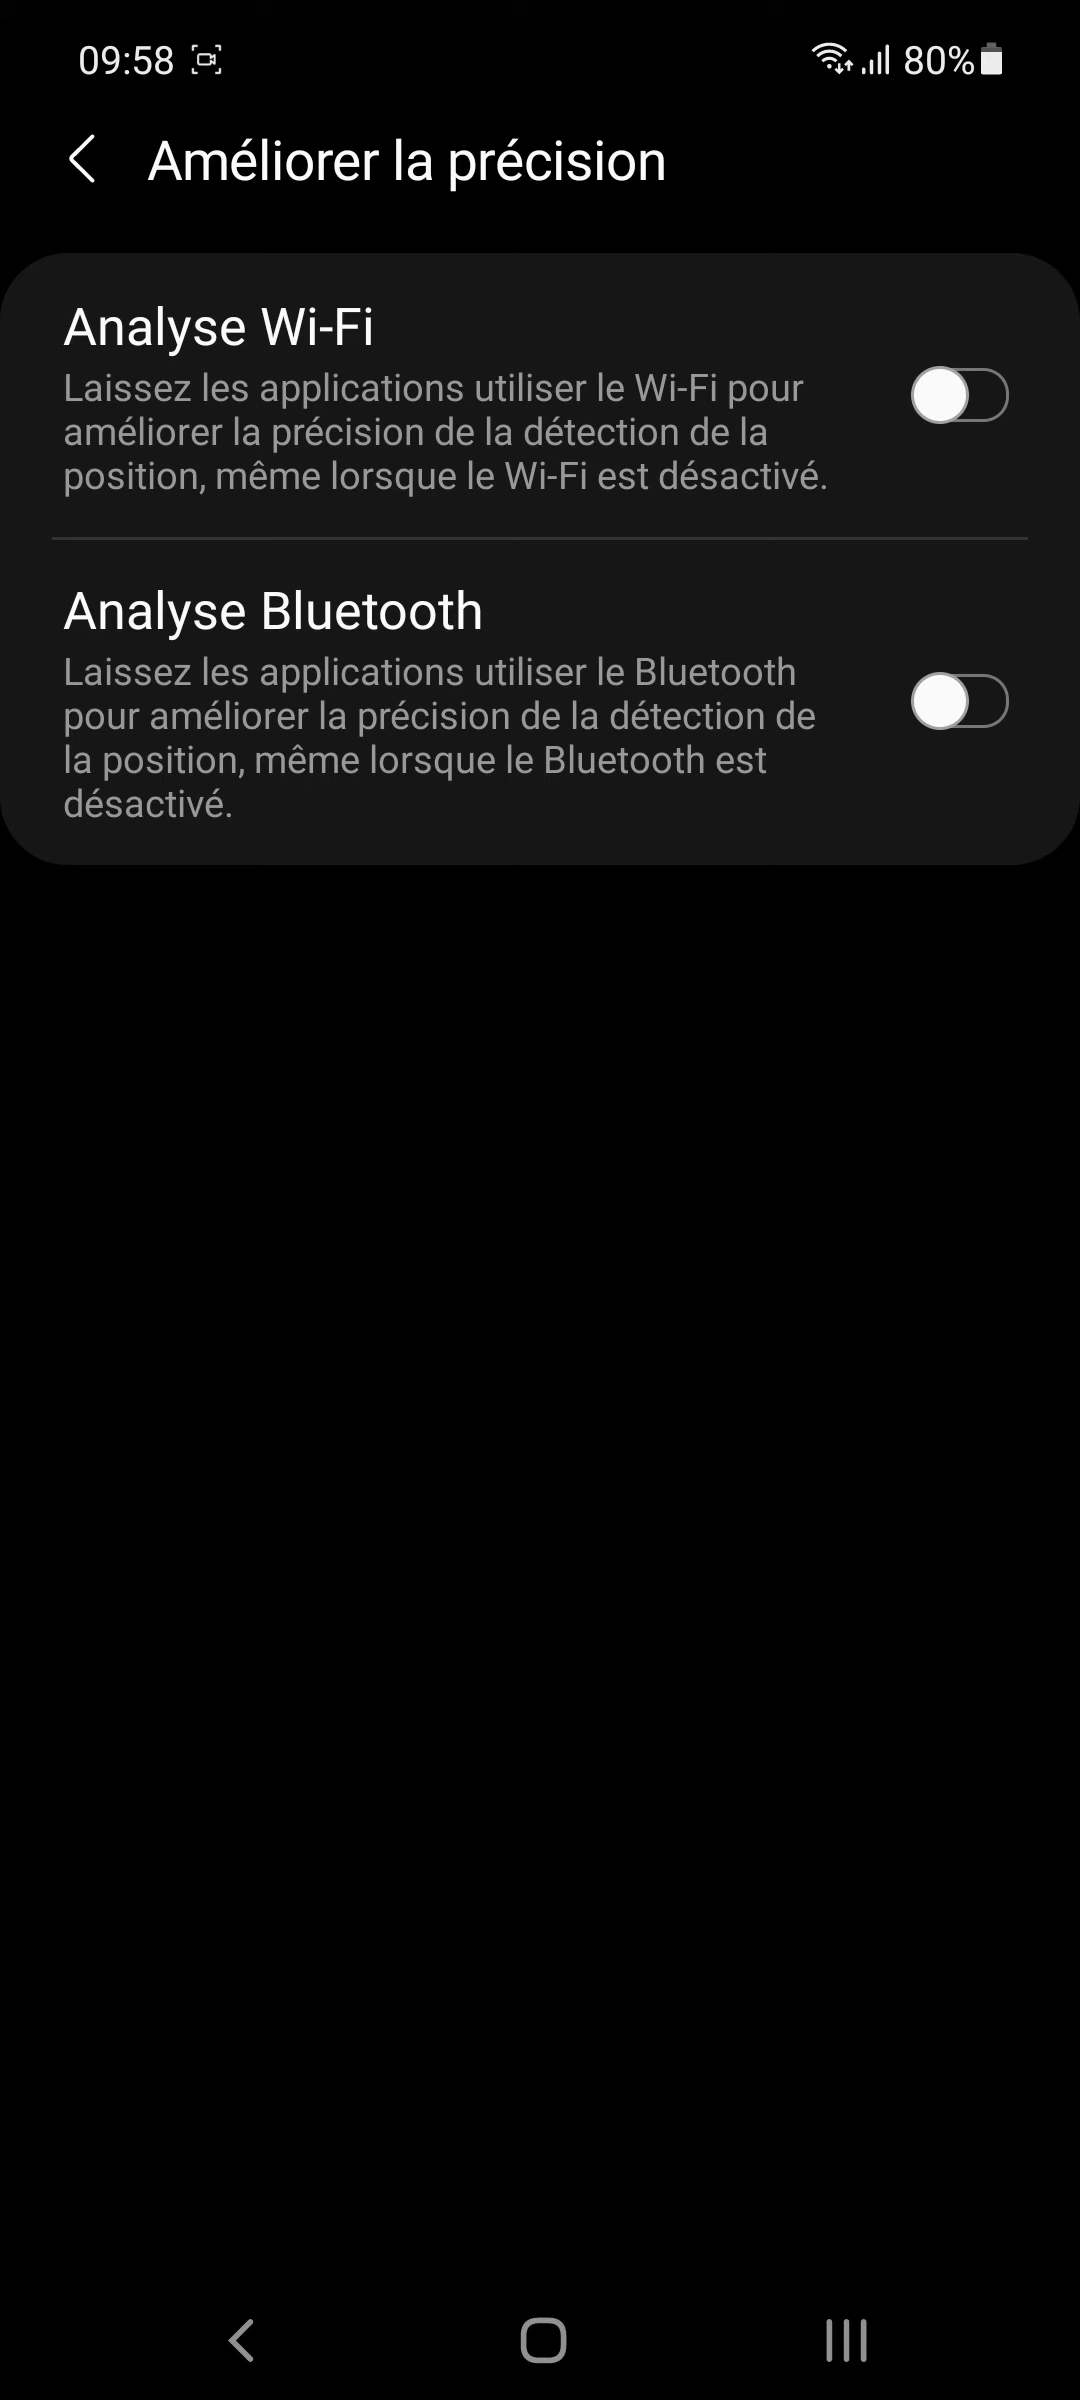 09:58
80%
Améliorer la précision
Analyse Wi-Fi
Laissez les applications utiliser le Wi-Fi pour
améliorer la précision de la détection de la
position, même lorsque le Wi-Fi est désactivé.
Analyse Bluetooth
Laissez les applications utiliser le Bluetooth
pour améliorer la précision de la détection de
la position, même lorsque le Bluetooth est
désactivé.